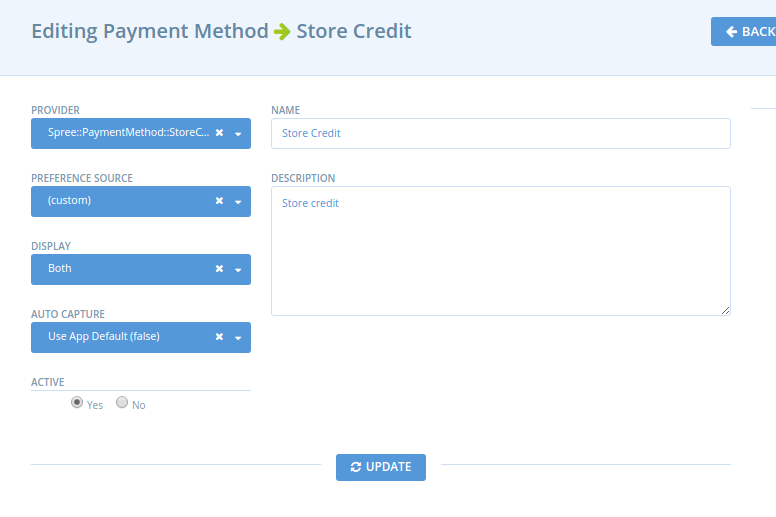 Editing Payment Method Store Credit
BACK
PROVIDER
Spree::PaymentMethod::StoreC...
PREFERENCE SOURCE
(custom)
DISPLAY
Both
AUTO CAPTURE
Use App Default (false)
ACTIVE
Yes No
NAME
Store Credit
DESCRIPTION
Store credit
UPDATE